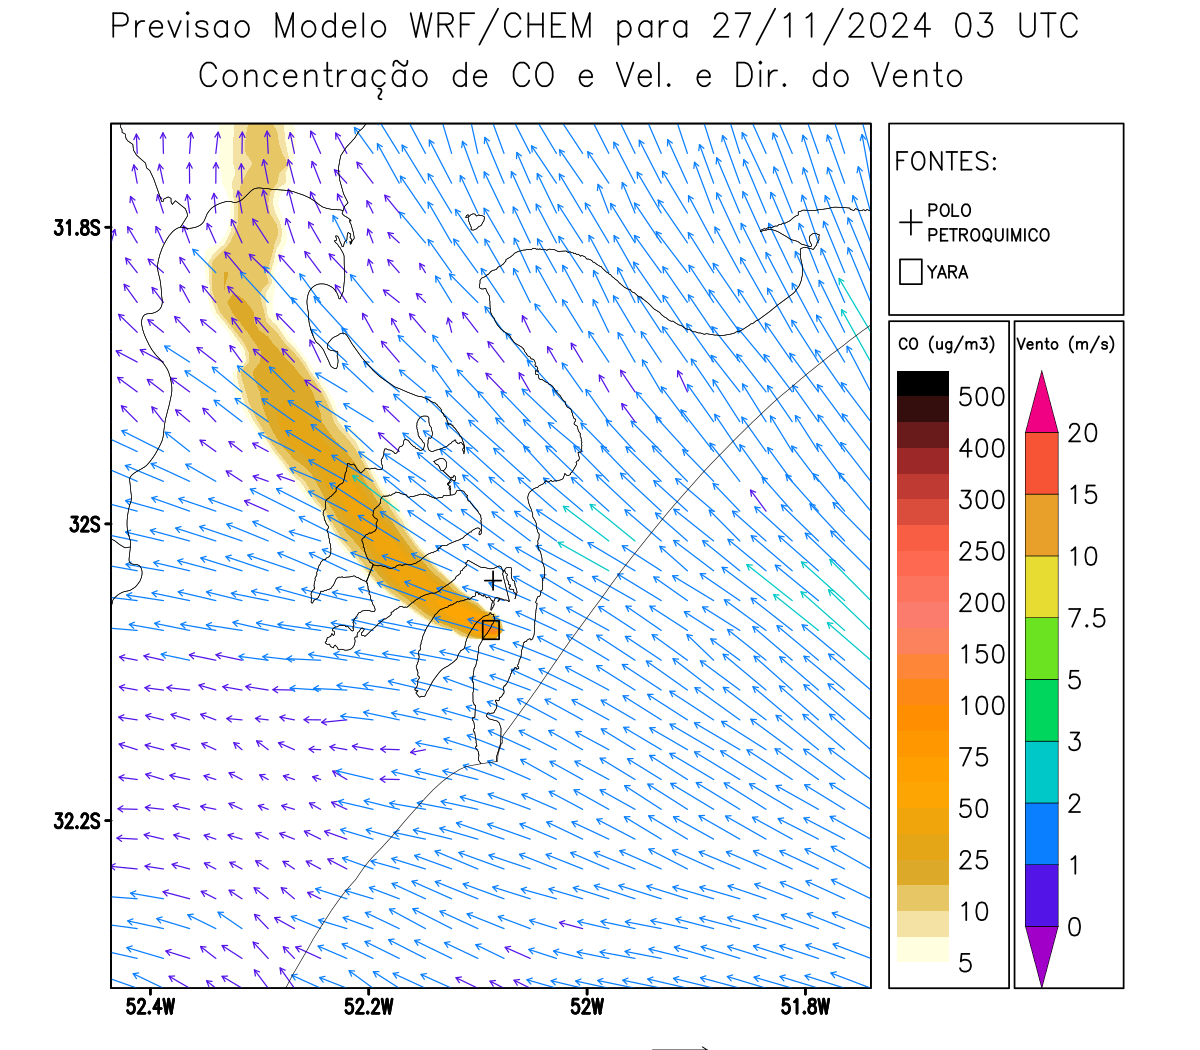 Previsao Modelo WRF/CHEM para 27/11/2024 03 UTC
Concentração de CO e Vel. e Dir. do Vento
FONTES:
POLO
PETROQUIMICO
YARA
CO (ug/m3)
500
400
300
250
200
150
100
75
50
25
10
5
Vento (m/s)
20
15
10
7.5
5
3
2
1
0
31.8S
32S
32.2S
52.4W 52.2W 52W 51.8W